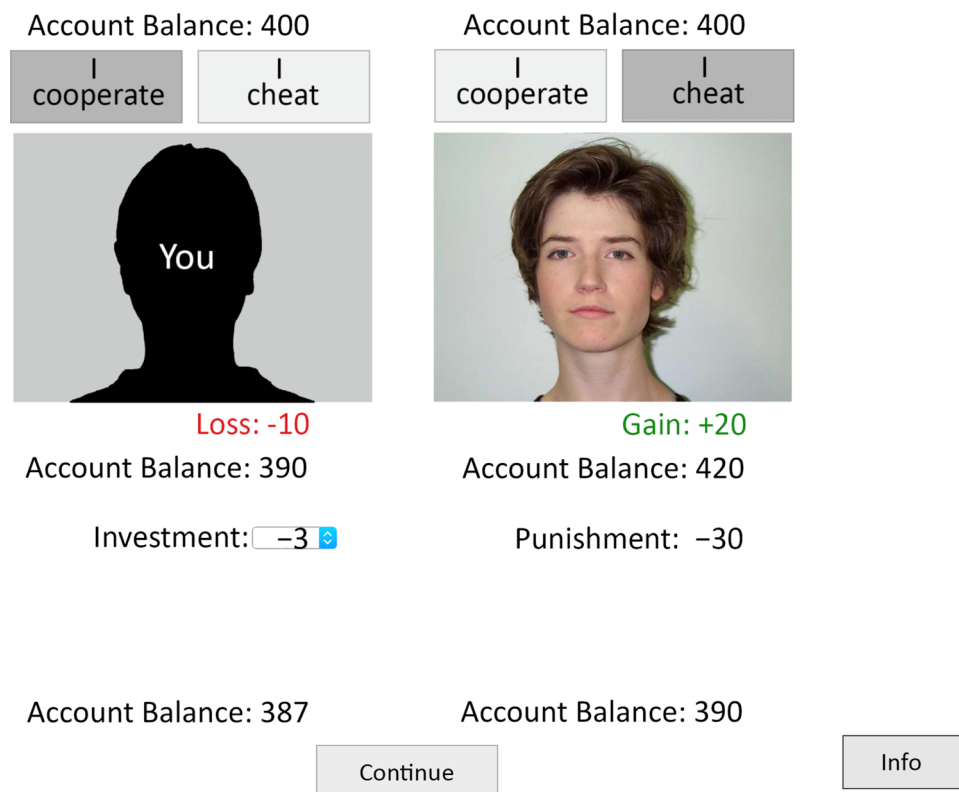 Account Balance: 400
Account Balance: 400
I
cooperate
I
cheat
I
cooperate
I
cheat
You
Loss: -10
Gain: +20
Account Balance: 390
Account Balance: 420
Investment: −3
Punishment: −30
Account Balance: 387
Account Balance: 390
Continue
Info